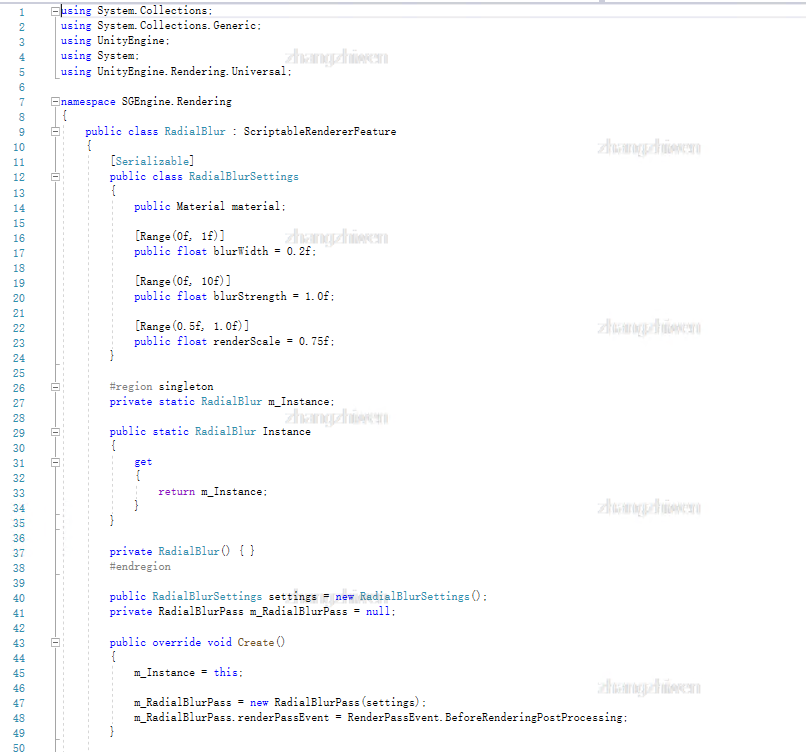 1 using System.Collections;
2 using System.Collections.Generic;
3 using UnityEngine;
4 using System;
5 using UnityEngine.Rendering.Universal;
6
7 namespace SGEngine.Rendering
8 {
9 public class RadialBlur : ScriptableRendererFeature
10 {
11 [Serializable]
12 public class RadialBlurSettings
13 {
14 public Material material;
15
16 [Range(0f, 1f)]
17 public float blurWidth = 0.2f;
18
19 [Range(0f, 10f)]
20 public float blurStrength = 1.0f;
21
22 [Range(0.5f, 1.0f)]
23 public float renderScale = 0.75f;
24 }
25
26 #region singleton
27 private static RadialBlur m_Instance;
28
29 public static RadialBlur Instance
30 {
31 get
32 {
33 return m_Instance;
34 }
35 }
36
37 private RadialBlur() { }
38 #endregion
39
40 public RadialBlurSettings settings = new RadialBlurSettings();
41 private RadialBlurPass m_RadialBlurPass = null;
42
43 public override void Create()
44 {
45 m_Instance = this;
46
47 m_RadialBlurPass = new RadialBlurPass(settings);
48 m_RadialBlurPass.renderPassEvent = RenderPassEvent.BeforeRenderingPostProcessing;
49 }
50
zhangzhiwen
zhangzhiwen
zhangzhiwen
zhangzhiwen
zhangzhiwen
zhangzhiwen
zhangzhiwen